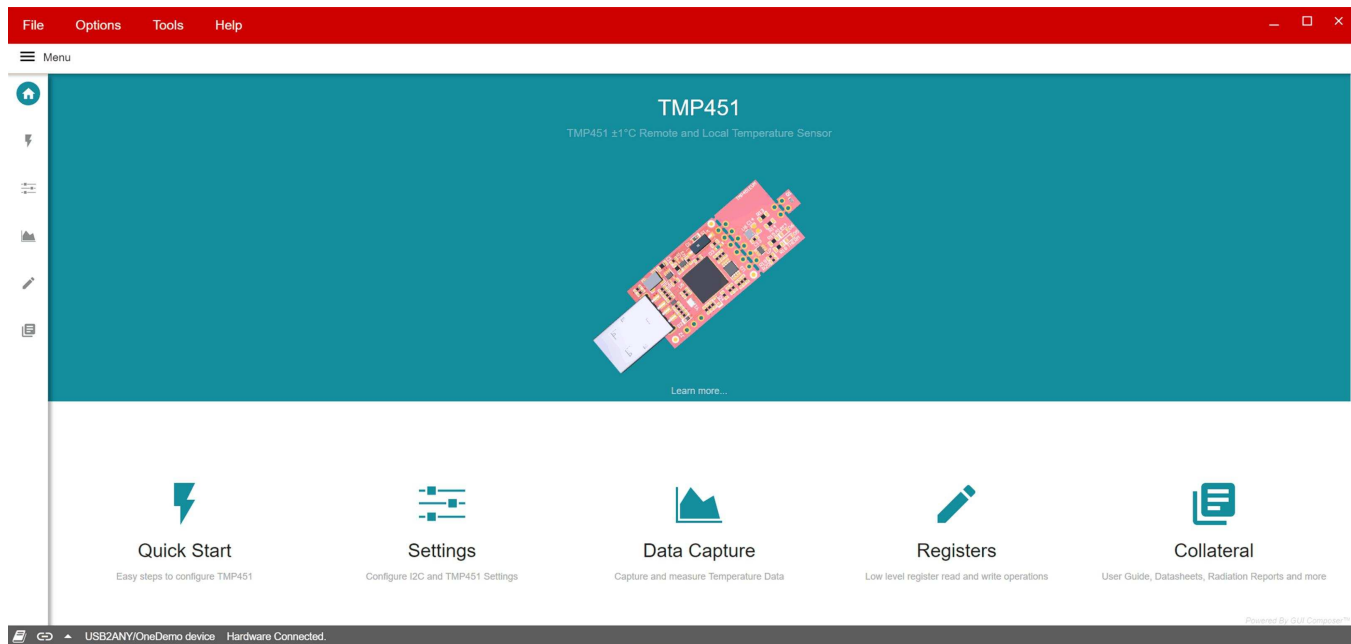 File Options Tools Help
Menu
TMP451
TMP451 ±1°C Remote and Local Temperature Sensor
Learn more...
Quick Start
Easy steps to configure TMP451
Settings
Configure I2C and TMP451 Settings
Data Capture
Capture and measure Temperature Data
Registers
Low level register read and write operations
Collateral
User Guide, Datasheets, Radiation Reports and more
Powered By GUI Composer™
USB2ANY/OneDemo device Hardware Connected.